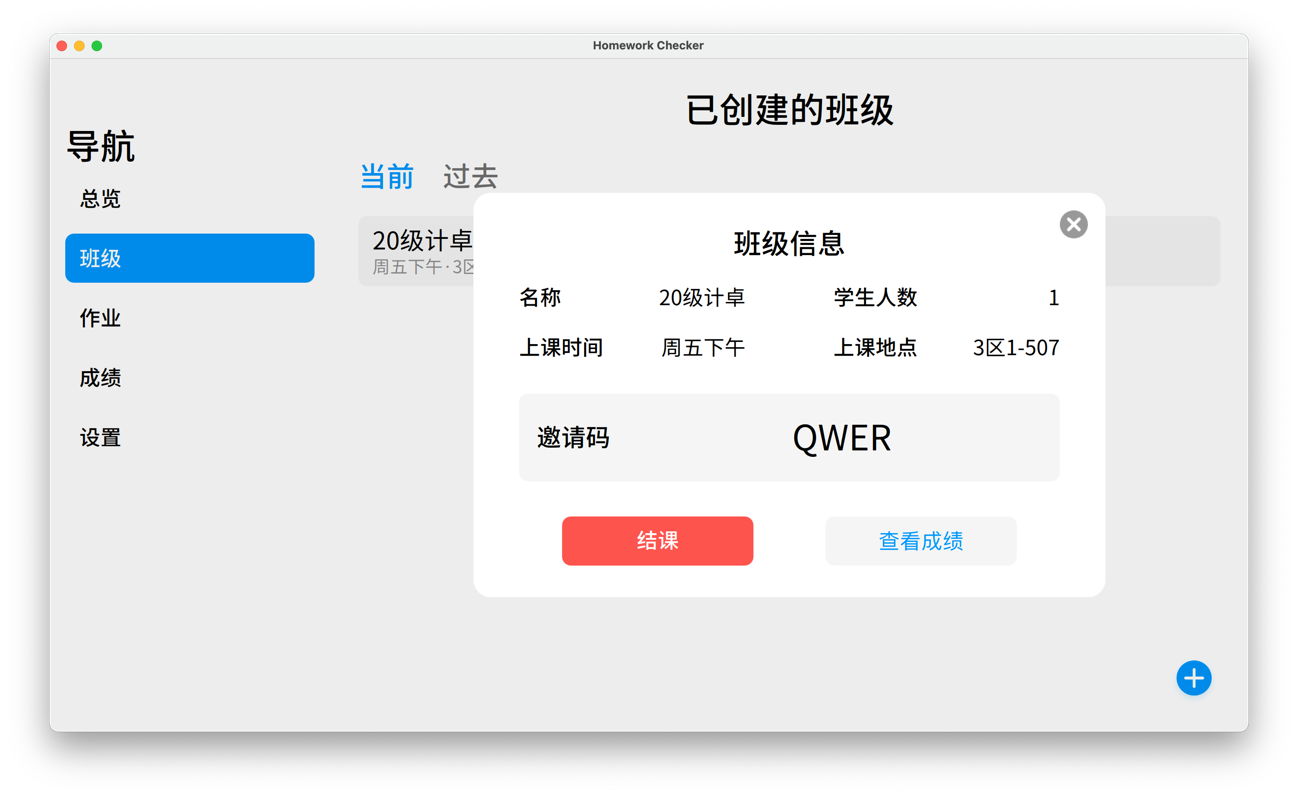 Homework Checker
已创建的班级
导航
当前 过去
总览
班级
作业
成绩
设置
20级计卓
周五下午·3区
班级信息
名称 20级计卓 学生人数 1
上课时间 周五下午 上课地点 3区1-507
邀请码 QWER
结课 查看成绩